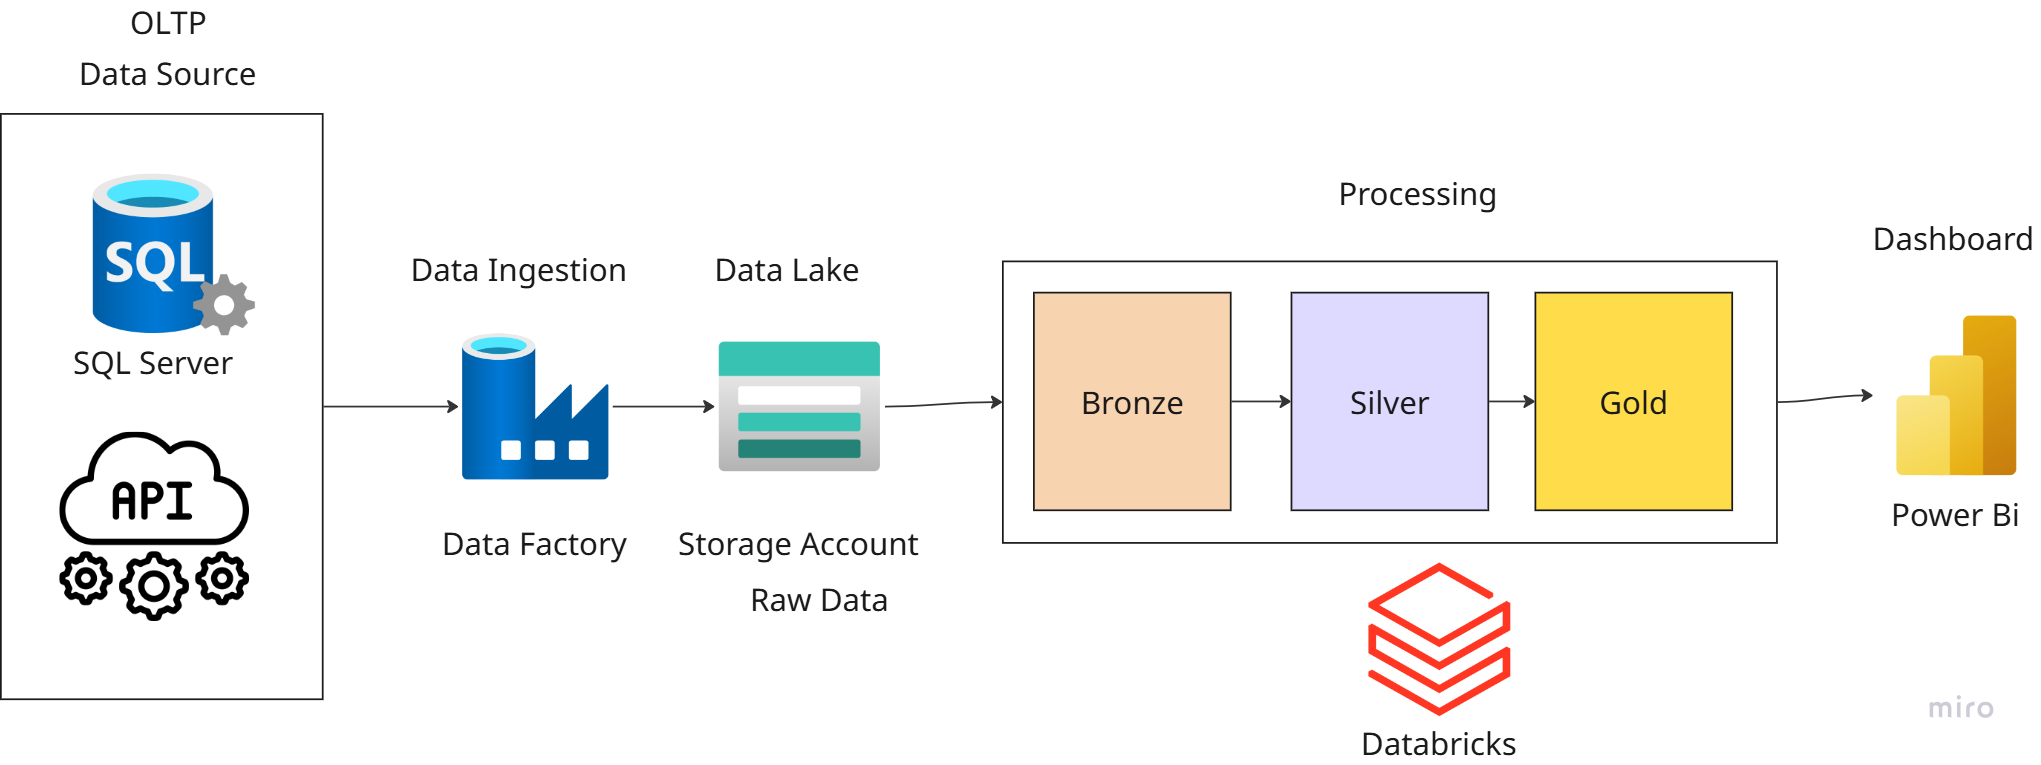 OLTP
Data Source
SQL
SQL Server
API
Data Ingestion
Data Factory
Data Lake
Storage Account
Raw Data
Processing
Bronze
Silver
Gold
Databricks
Dashboard
Power Bi
miro